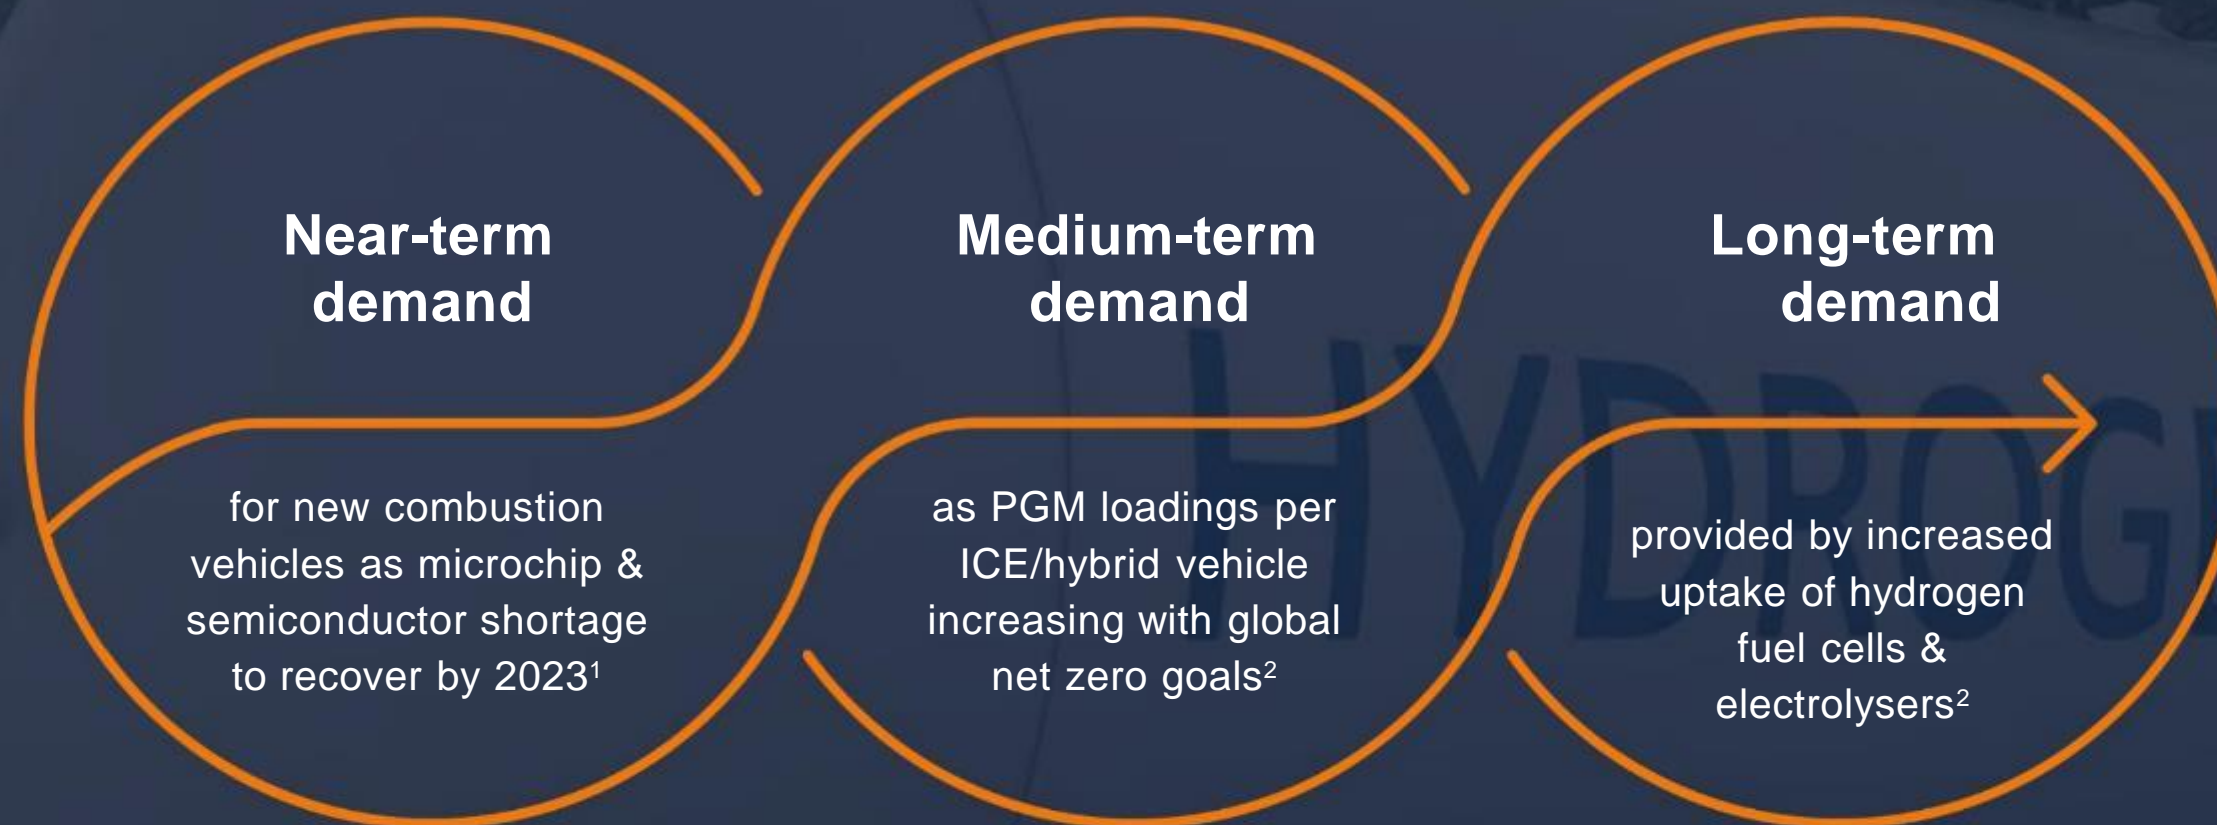 Near-term
demand
for new combustion
vehicles as microchip &
semiconductor shortage
to recover by 2023¹
Medium-term
demand
as PGM loadings per
ICE/hybrid vehicle
increasing with global
net zero goals²
Long-term
demand
provided by increased
uptake of hydrogen
fuel cells &
electrolysers²
HYDROGE